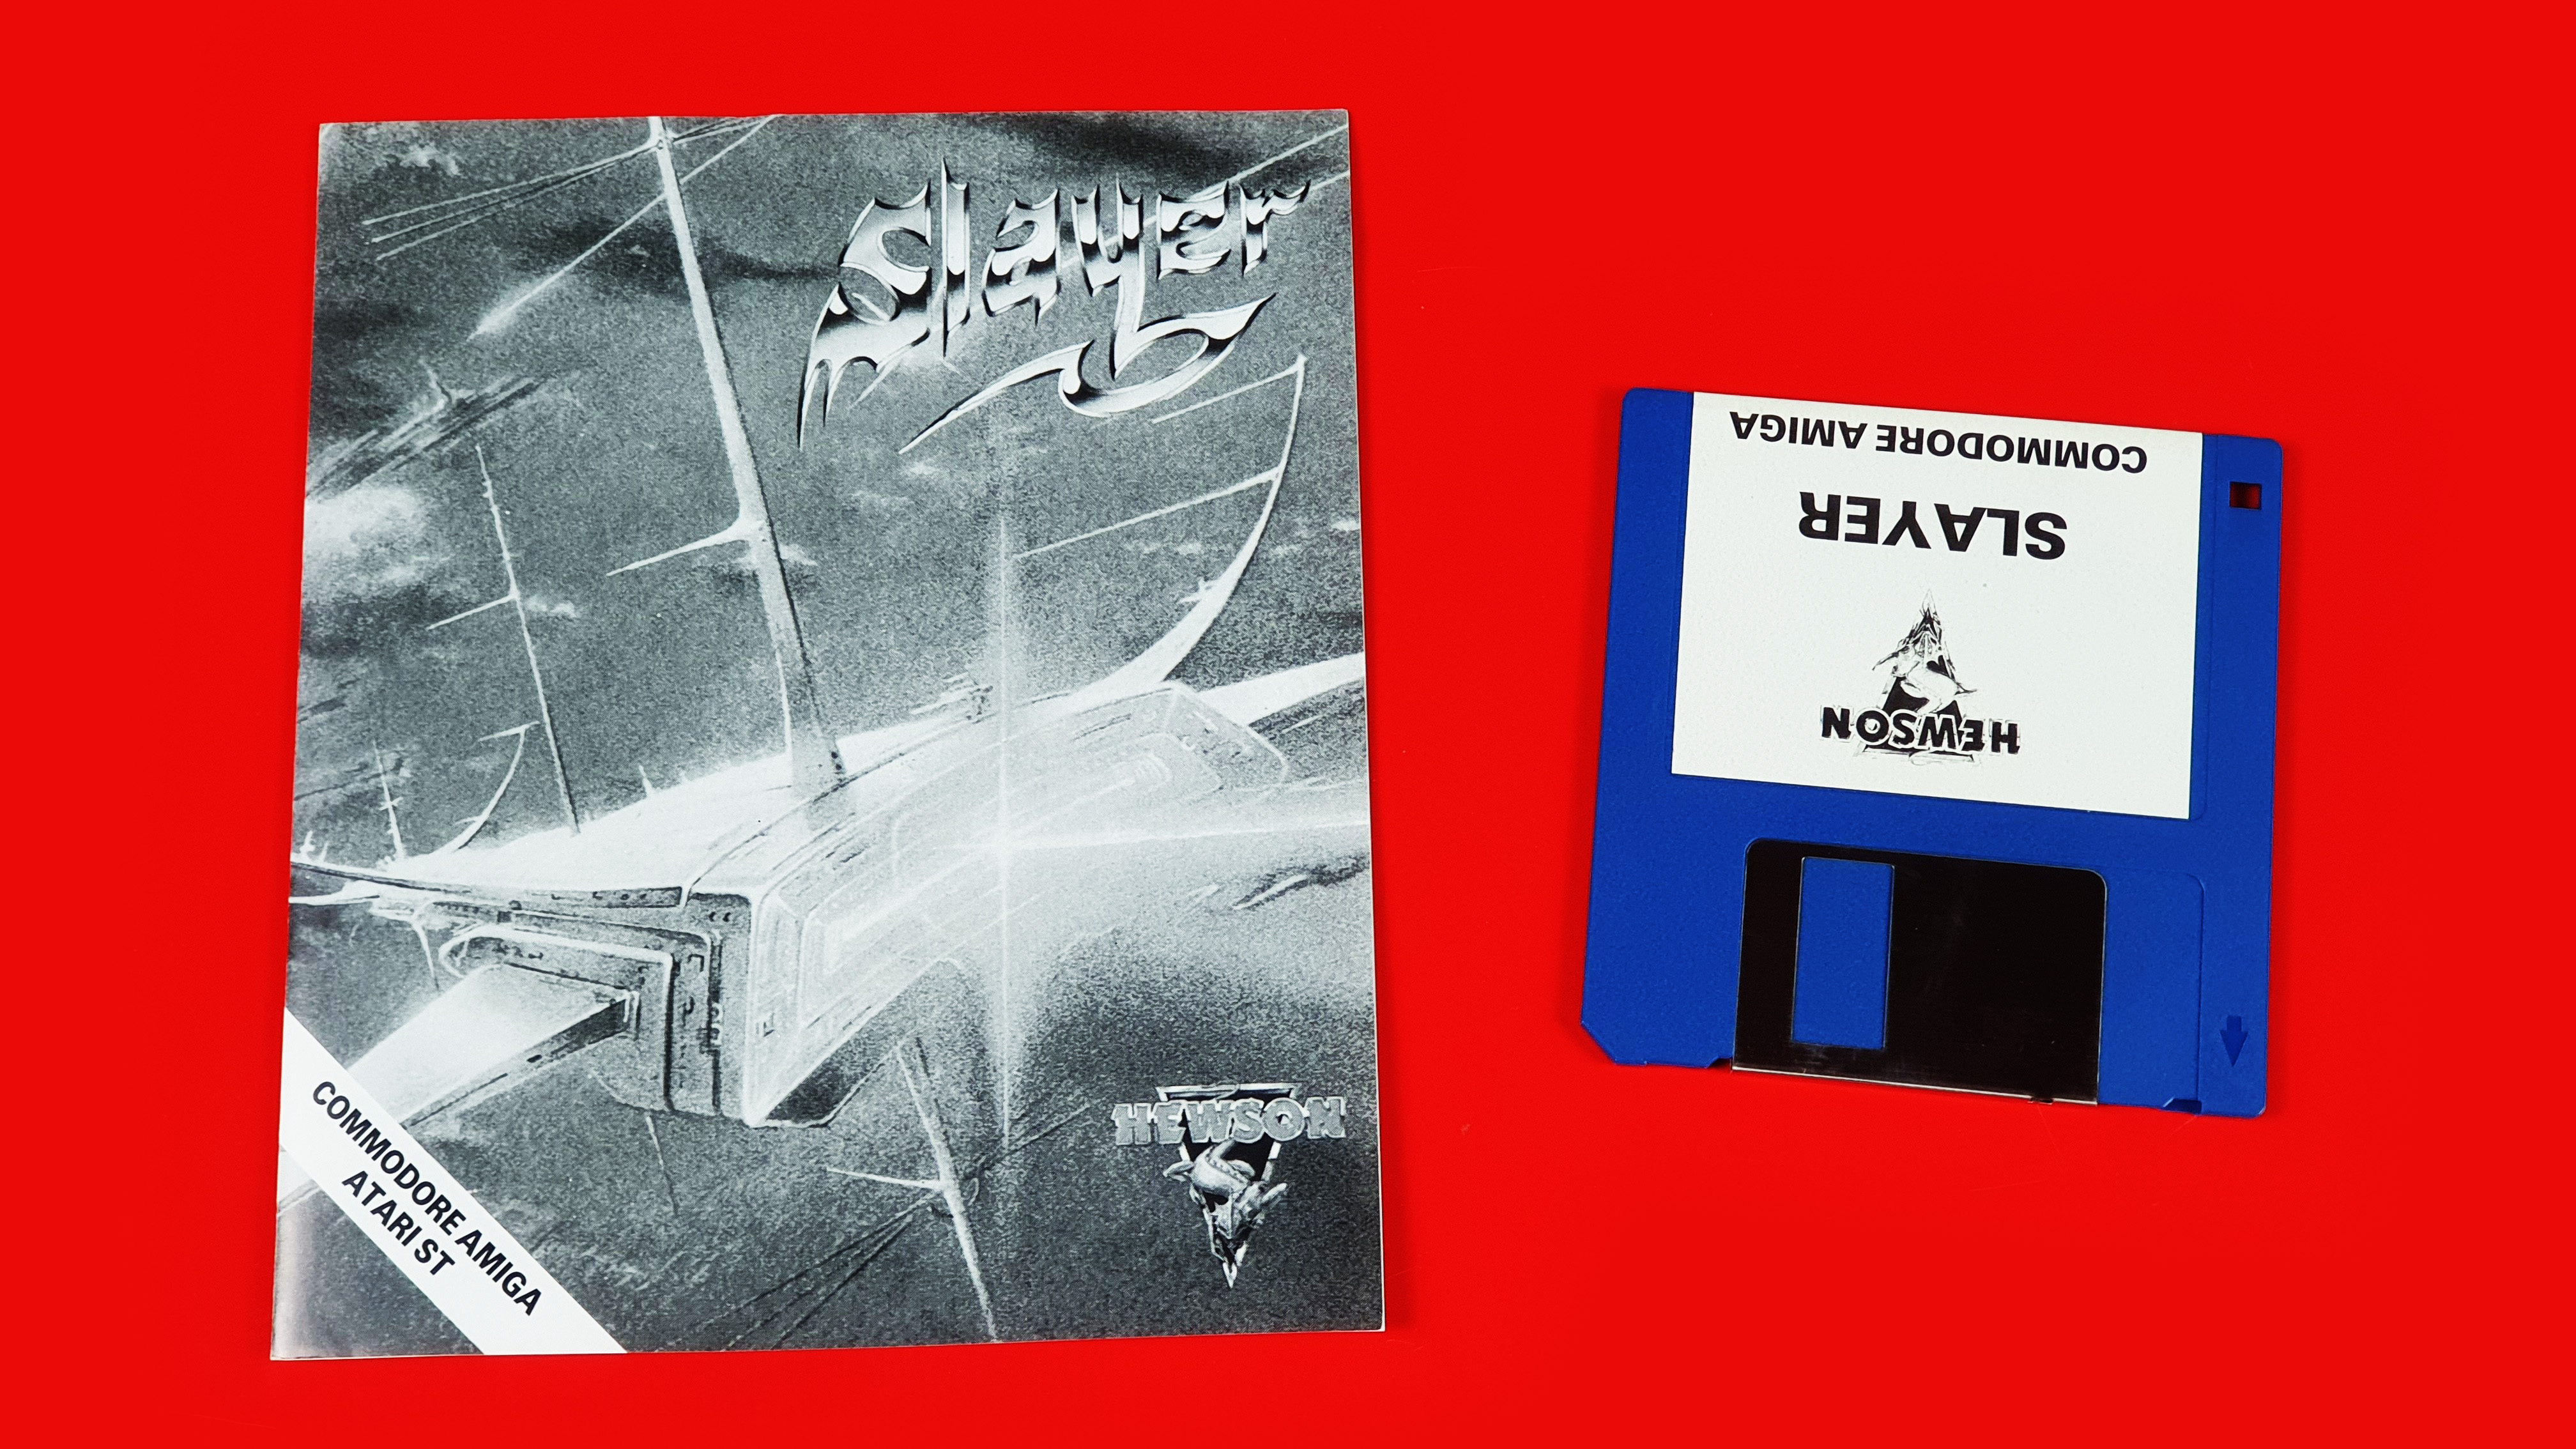 slayer
HEWSON
COMMODORE AMIGA
ATARI ST
COMMODORE AMIGA
SLAYER
HEWSON